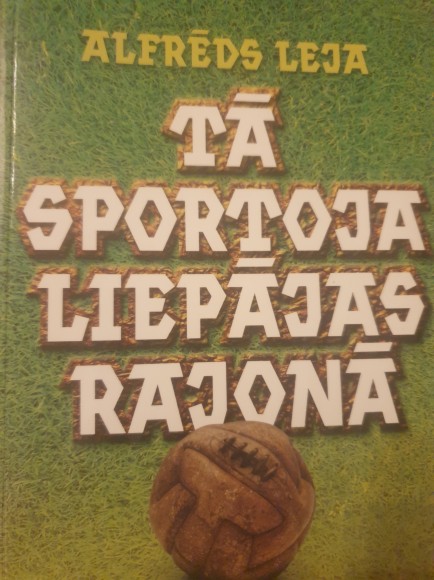 ALFRĒDS LEJA
TĀ
SPORTOJA
LIEPĀJAS
RAJONĀ